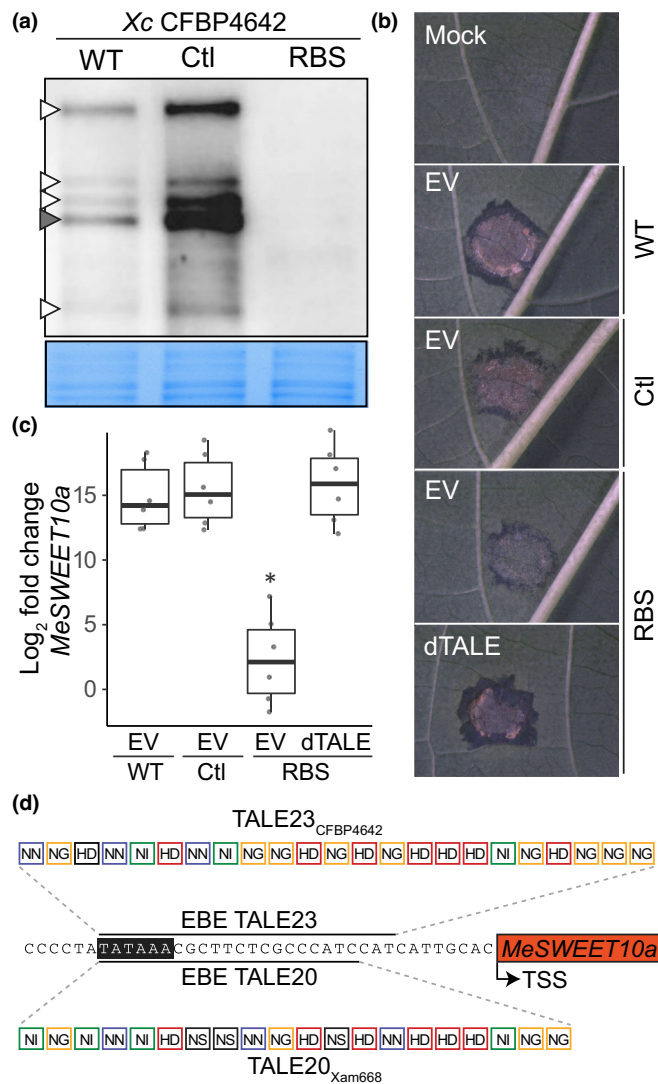 (a)
Xc CFBP4642
WT Ctl RBS
(b)
Mock
EV
WT
EV
Ctl
EV
dTALE
RBS
(c)
Log2 fold change
MeSWEET10a
15
10
5
0
*
EV EV EV dTALE
WT Ctl RBS
(d)
TALE23CFBP4642
NN NG HD NN NI HD NN NI NG NG HD NG HD NG HD HD HD NI NG HD NG NG NG
EBE TALE23
CCCCTATATAAACGCTTCTCGCCCATCCATCATTGCAC MeSWEET10a
EBE TALE20
TSS
NI NG NI NN NI HD NS NS NN NG HD NS HD NN HD HD HD NI NG NG
TALE20Xam668